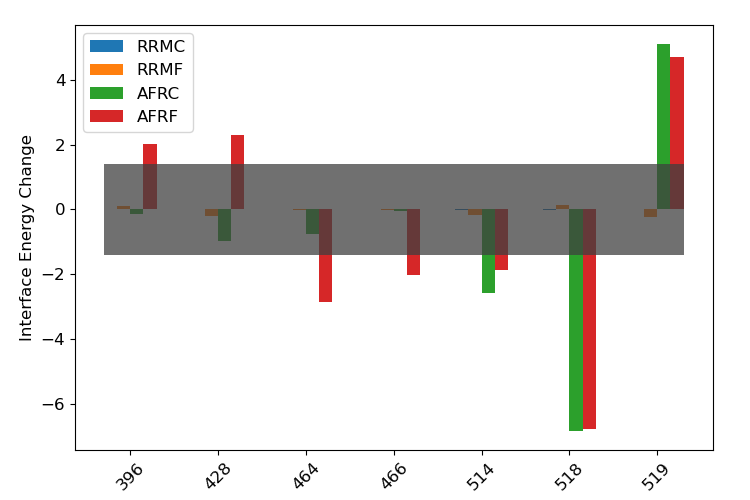 RRMC
RRMF
AFRC
AFRF
Interface Energy Change
4
2
0
−2
−4
−6
396
428
464
466
514
518
519